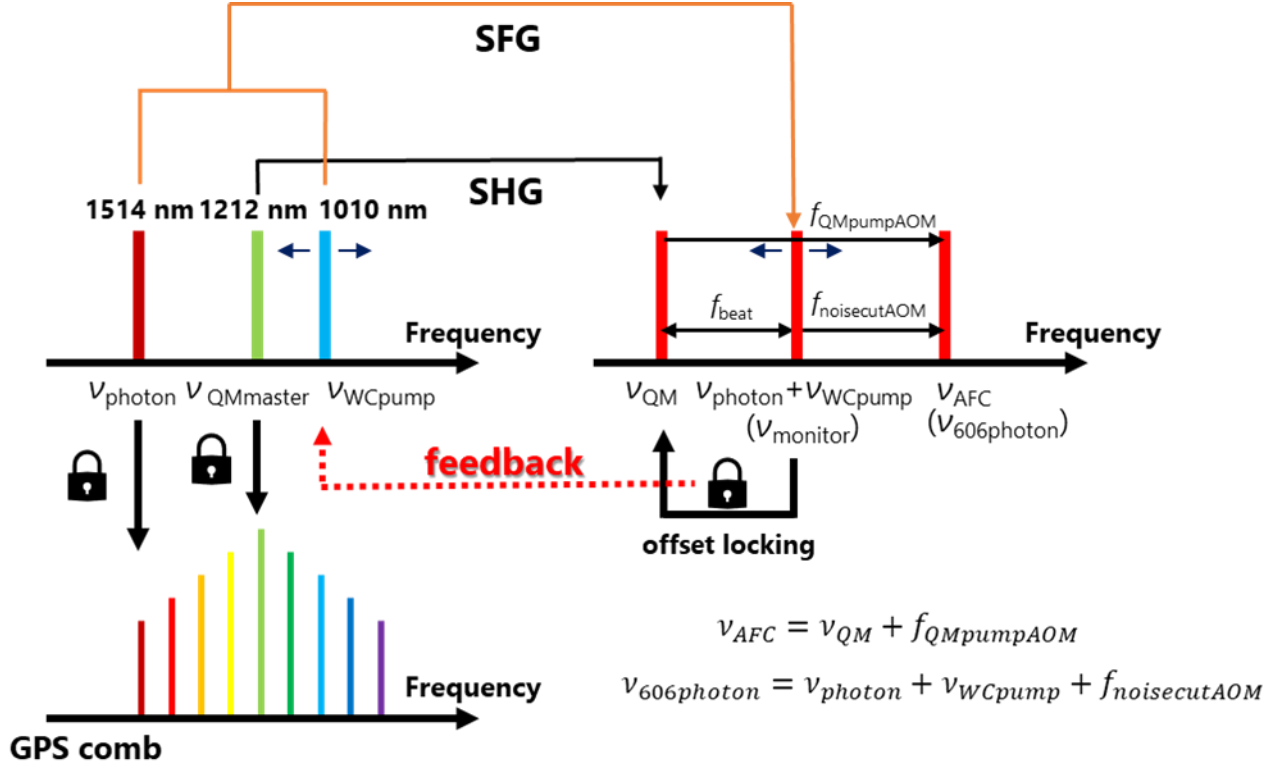 SFG
SHG
1514 nm 1212 nm 1010 nm
f_QMpumpAOM
f_beat
f_noisecutAOM
Frequency
Frequency
ν_photon ν_QMmaster ν_WCpump
ν_QM ν_photon+ν_WCpump ν_AFC
(ν_monitor) (ν_606photon)
feedback
offset locking
ν_AFC = ν_QM + f_QMpumpAOM
ν_606photon = ν_photon + ν_WCpump + f_noisecutAOM
Frequency
GPS comb